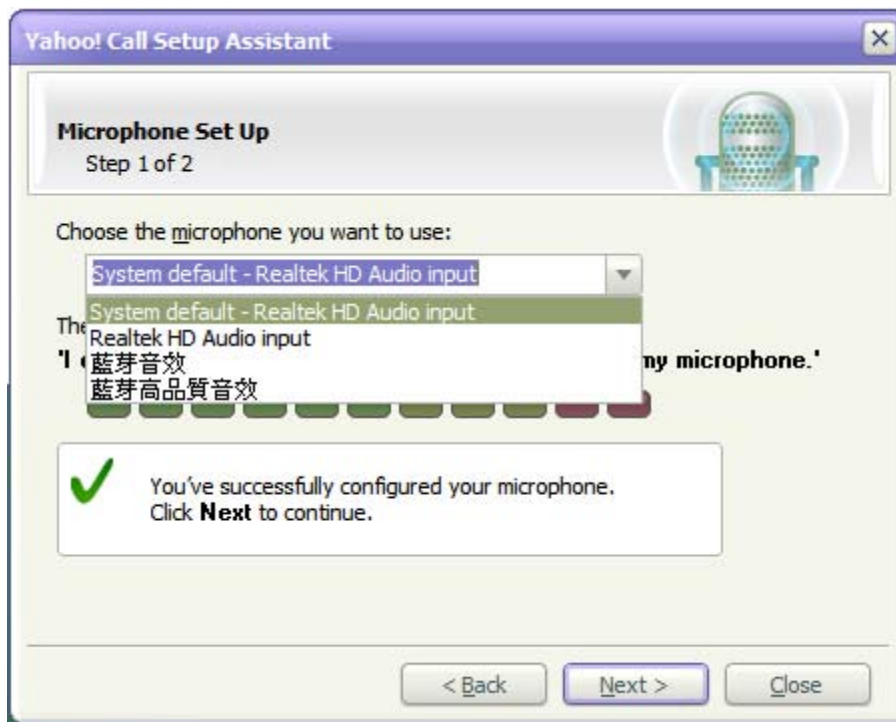 Yahoo! Call Setup Assistant
Microphone Set Up
Step 1 of 2
Choose the microphone you want to use:
System default - Realtek HD Audio input
System default - Realtek HD Audio input
The
Realtek HD Audio input
'I my microphone.'
藍芽音效
藍芽高品質音效
You've successfully configured your microphone.
Click Next to continue.
< Back Next > Close